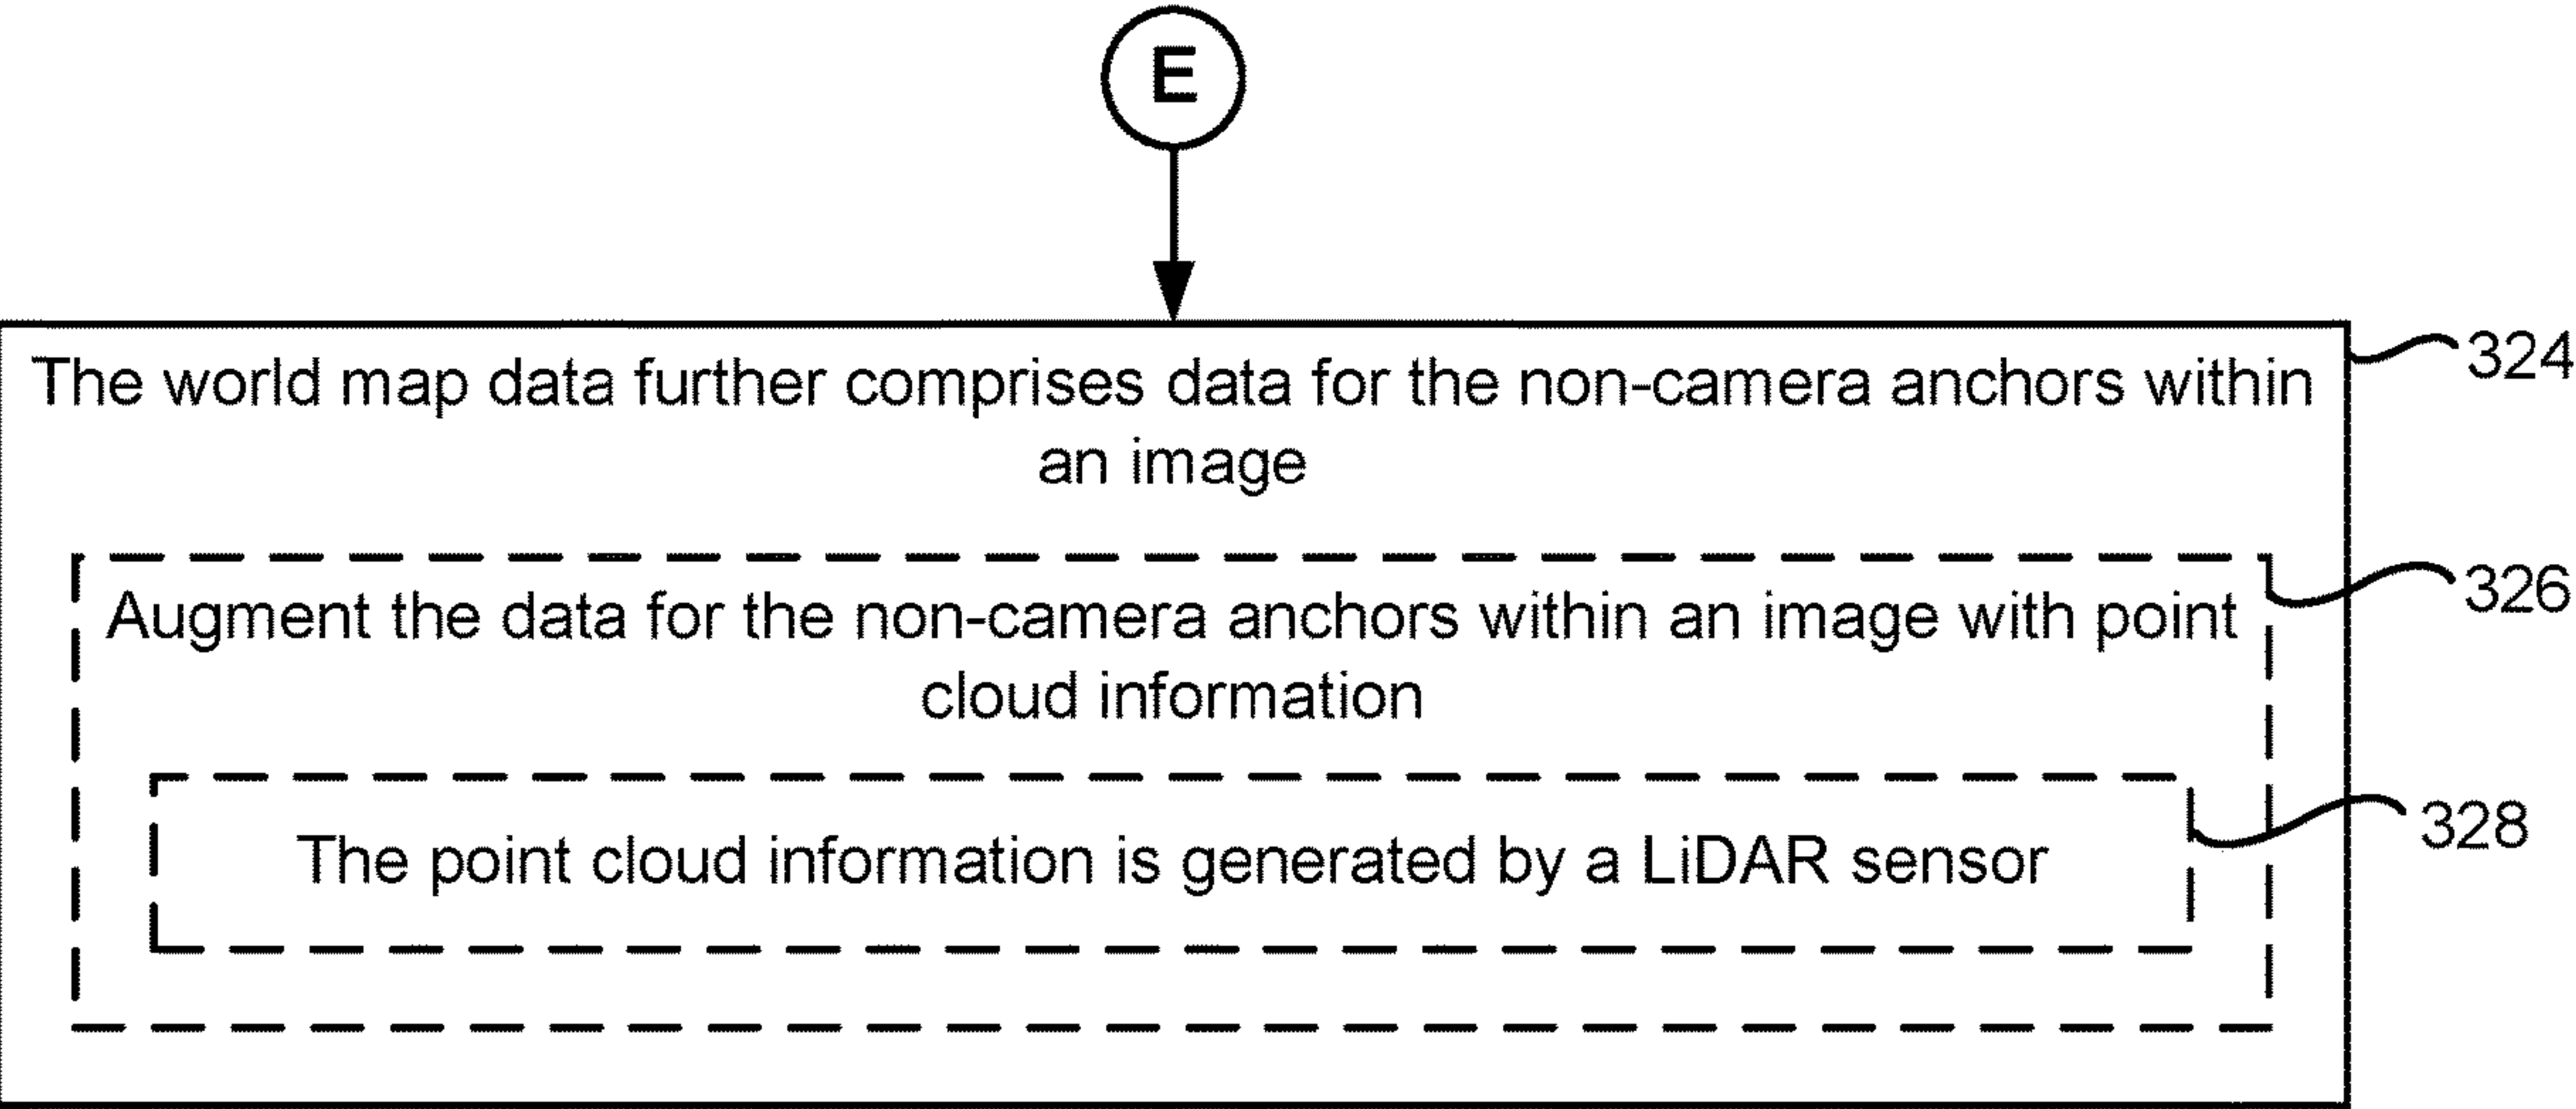 E
The world map data further comprises data for the non-camera anchors within
an image
324
Augment the data for the non-camera anchors within an image with point
cloud information
326
The point cloud information is generated by a LiDAR sensor
328